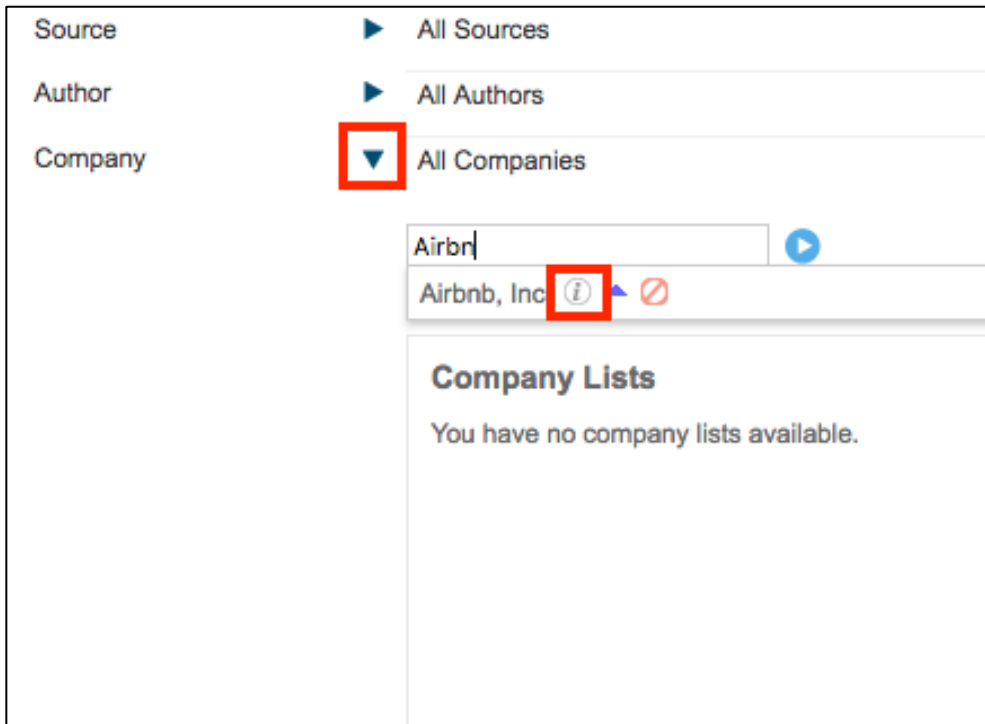 Source All Sources
Author All Authors
Company All Companies
Airbn
Airbnb, Inc i
Company Lists
You have no company lists available.